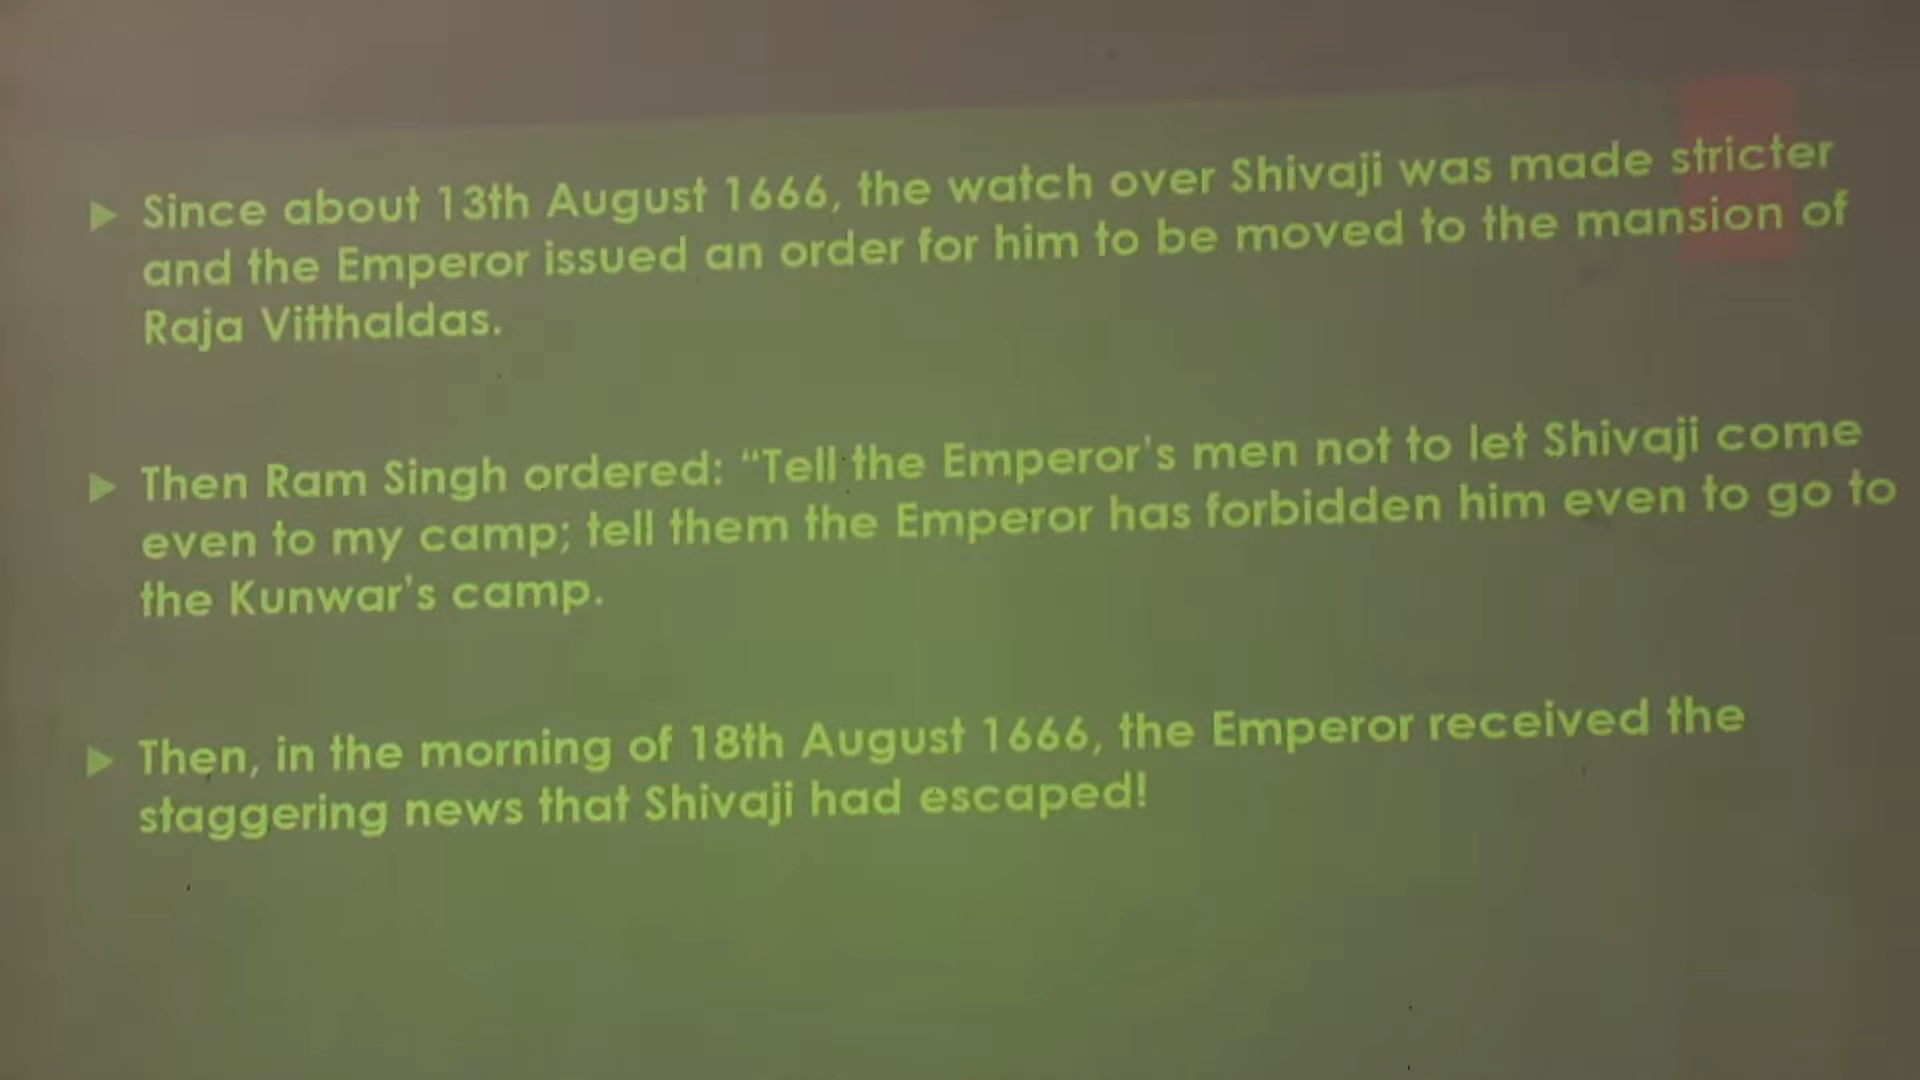 Since about 13th August 1666, the watch over Shivaji was made stricter
and the Emperor issued an order for him to be moved to the mansion of
Raja Vitthaldas.
Then Ram Singh ordered: “Tell the Emperor's men not to let Shivaji come
even to my camp; tell them the Emperor has forbidden him even to go to
the Kunwar's camp.
Then, in the morning of 18th August 1666, the Emperor received the
staggering news that Shivaji had escaped!